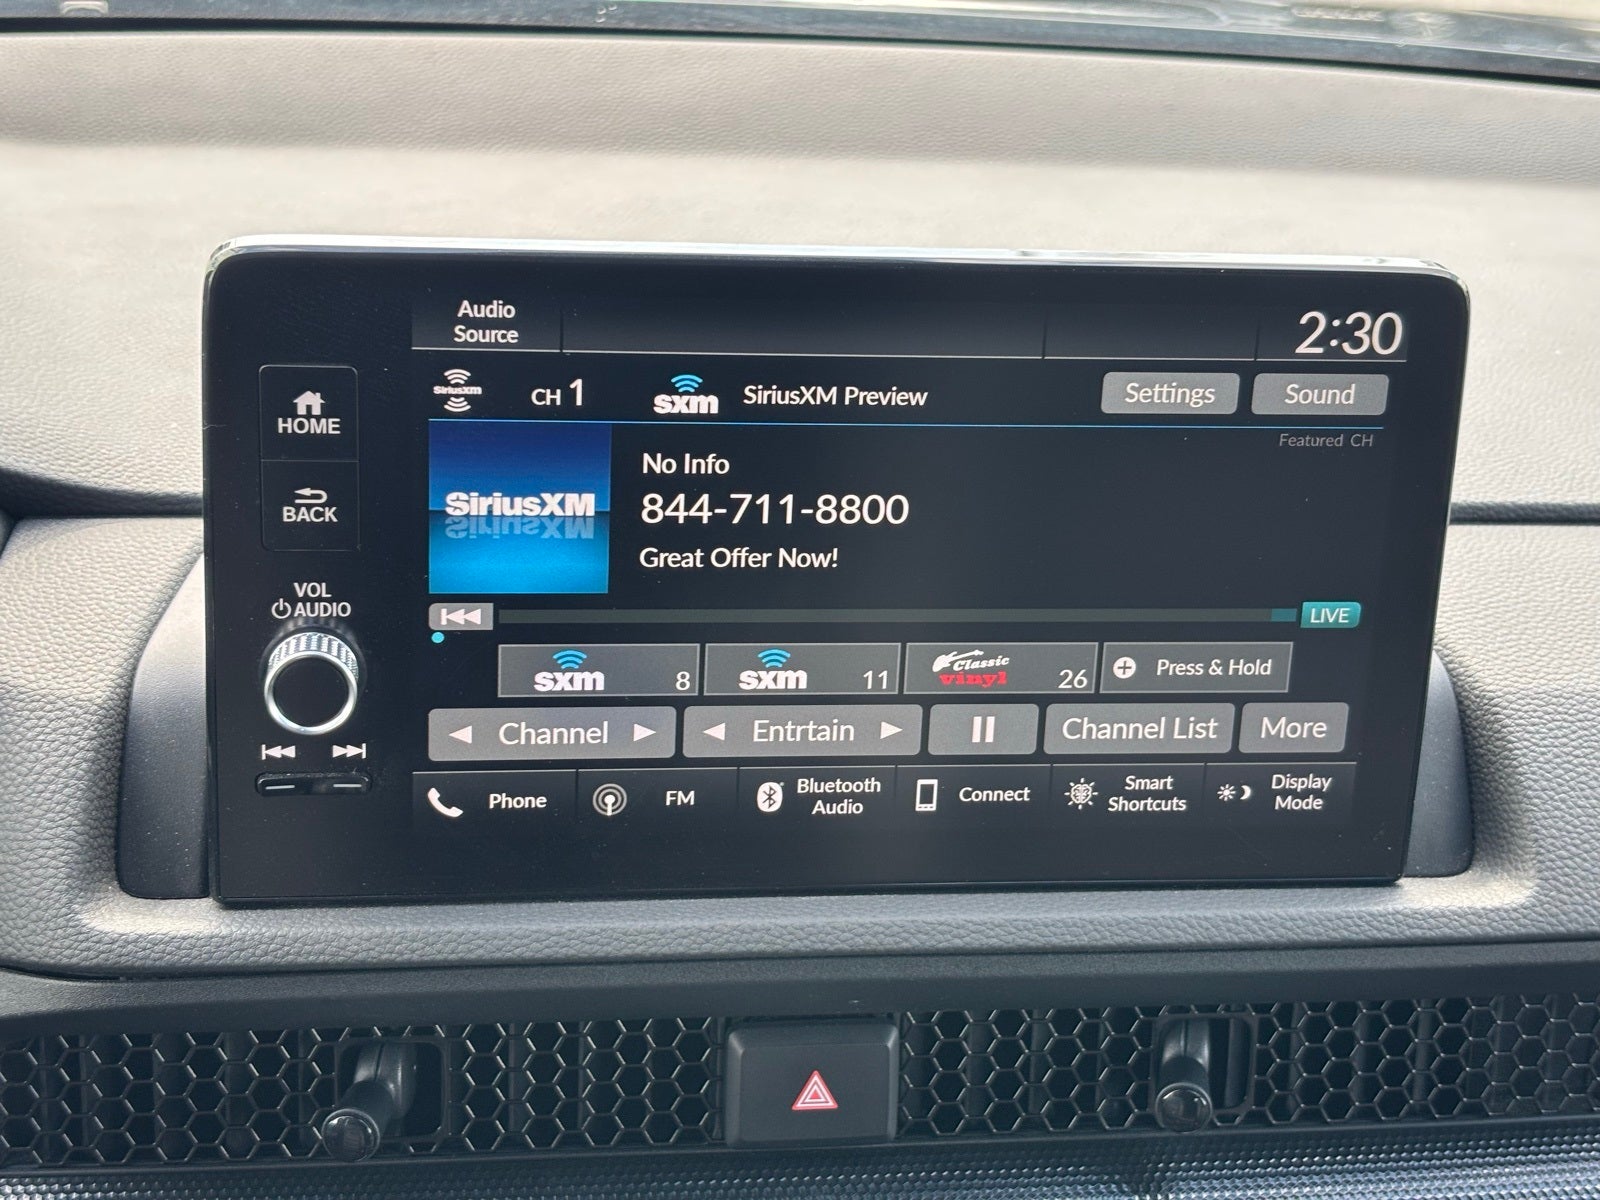 Audio
Source
2:30
SiriusXM
CH 1
sxm
SiriusXM Preview
Settings
Sound
Featured CH
HOME
BACK
VOL
AUDIO
SiriusXM
No Info
844-711-8800
Great Offer Now!
LIVE
sxm 8
sxm 11
Classic
vinyl 26
Press & Hold
Channel
Entrtain
Channel List
More
Phone
FM
Bluetooth
Audio
Connect
Smart
Shortcuts
Display
Mode